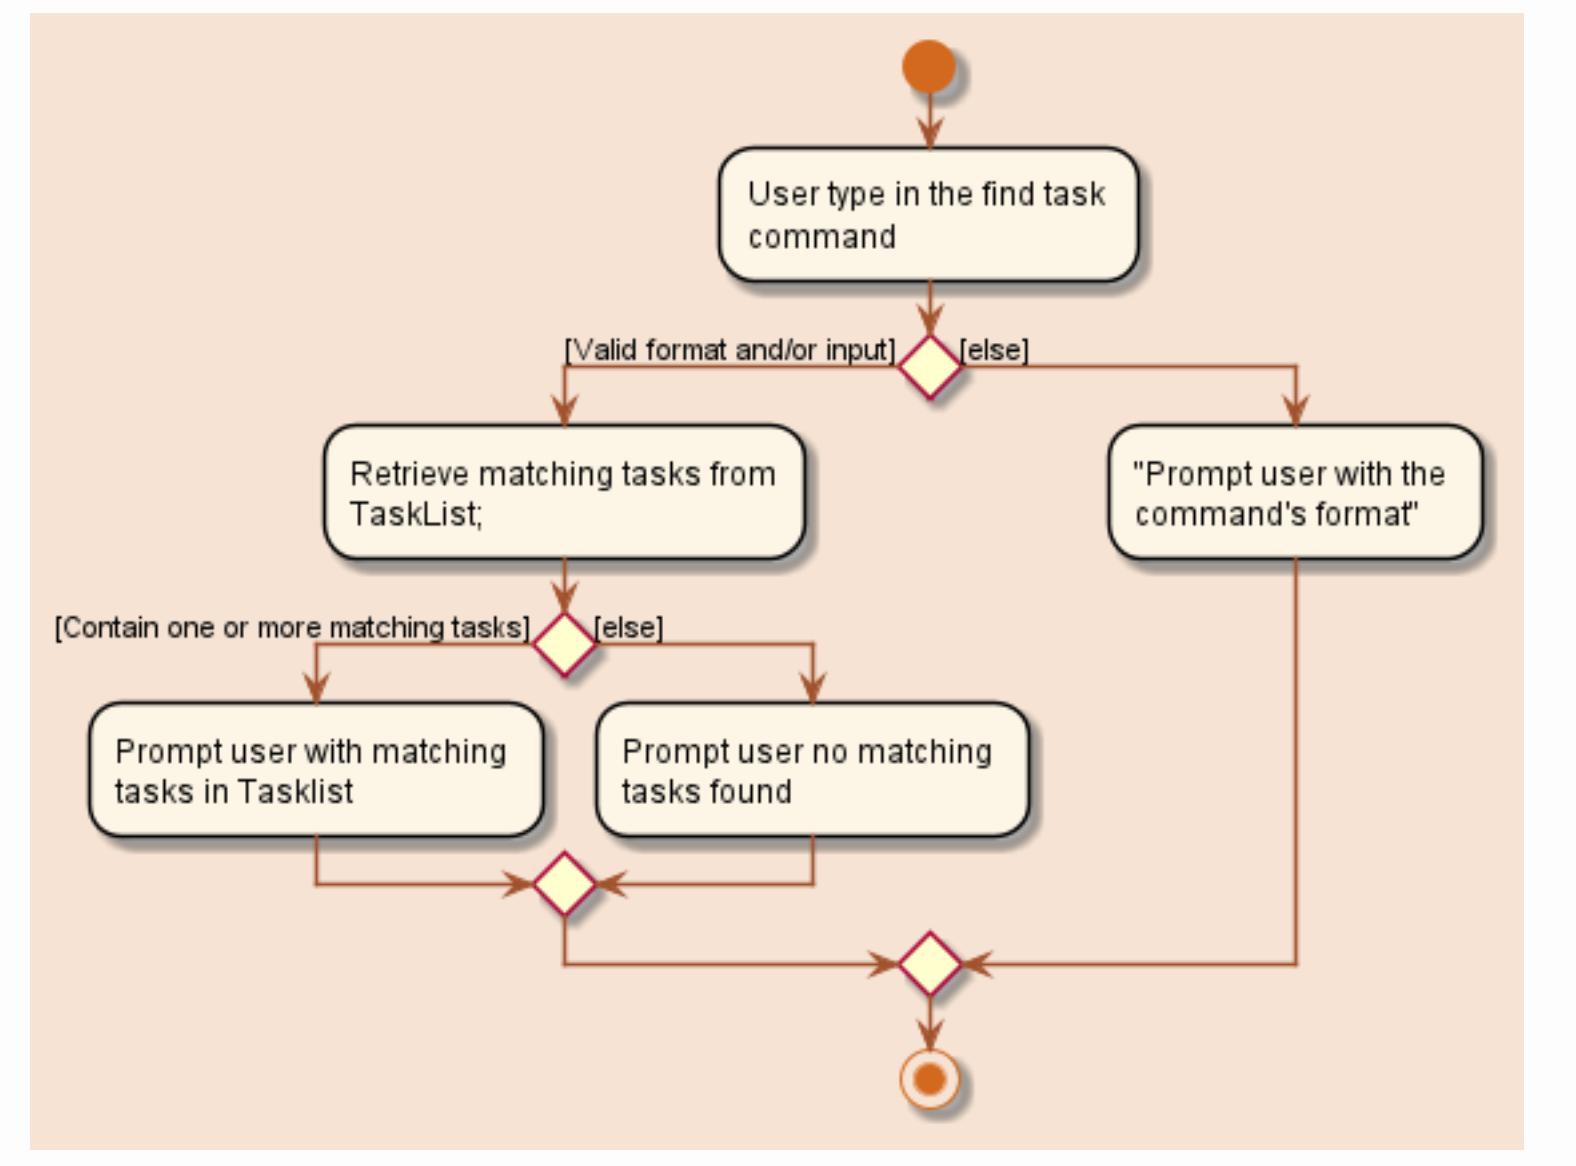 User type in the find task
command
[Valid format and/or input]
[else]
Retrieve matching tasks from
TaskList;
"Prompt user with the
command's format"
[Contain one or more matching tasks]
[else]
Prompt user with matching
tasks in Tasklist
Prompt user no matching
tasks found